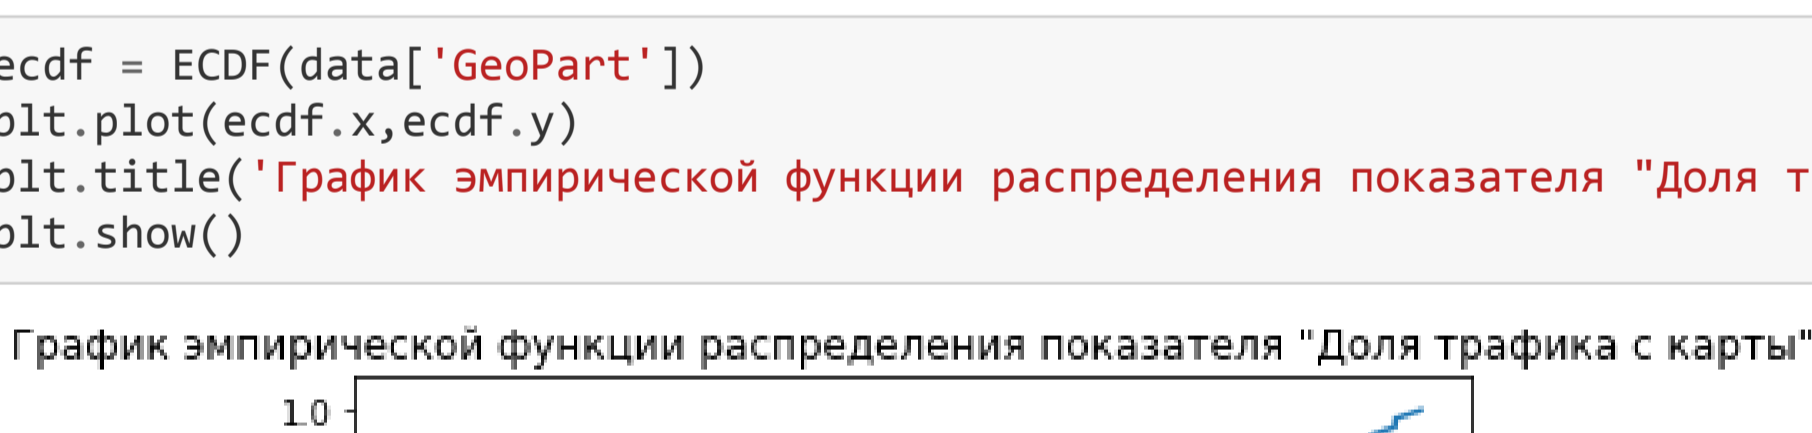 ecdf = ECDF(data['GeoPart'])
plt.plot(ecdf.x,ecdf.y)
plt.title('График эмпирической функции распределения показателя "Доля т
plt.show()
График эмпирической функции распределения показателя "Доля трафика с карты"
1.0